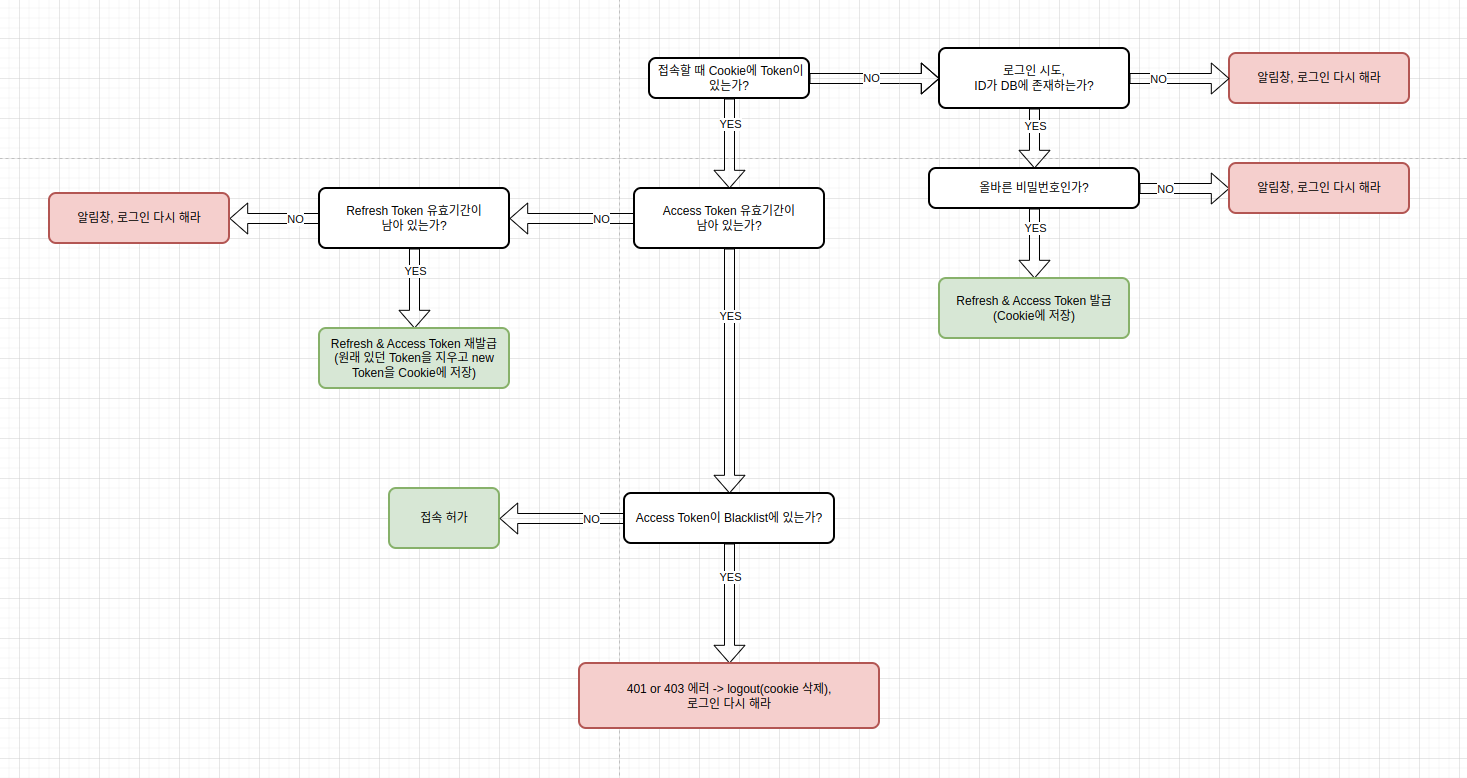 접속할 때 Cookie에 Token이
있는가?
NO
로그인 시도,
ID가 DB에 존재하는가?
NO
알림창, 로그인 다시 해라
YES
YES
올바른 비밀번호인가?
NO
알림창, 로그인 다시 해라
알림창, 로그인 다시 해라
NO
Refresh Token 유효기간이
남아 있는가?
NO
Access Token 유효기간이
남아 있는가?
YES
YES
YES
Refresh & Access Token 발급
(Cookie에 저장)
Refresh & Access Token 재발급
(원래 있던 Token을 지우고 new
Token을 Cookie에 저장)
접속 허가
NO
Access Token이 Blacklist에 있는가?
YES
401 or 403 에러 -> logout(cookie 삭제),
로그인 다시 해라